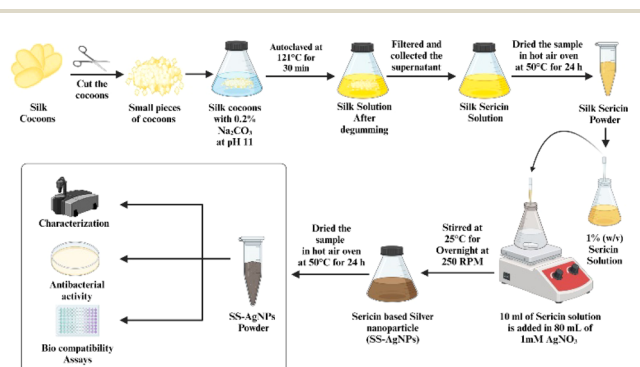 Silk
Cocoons
Cut the
cocoons
Small pieces
of cocoons
Silk cocoons
with 0.2%
Na₂CO₃
at pH 11
Autoclaved at
121°C for
30 min
Silk Solution
After
degumming
Filtered and
collected the
supernatant
Silk Sericin
Solution
Dried the sample
in hot air oven
at 50°C for 24 h
Silk Sericin
Powder
1% (w/v)
Sericin
Solution
10 ml of Sericin solution
is added in 80 mL of
1mM AgNO₃
Stirred at
25°C for
Overnight at
250 RPM
Sericin based Silver
nanoparticle
(SS-AgNPs)
Dried the
sample
in hot air oven
at 50°C for 24 h
SS-AgNPs
Powder
Characterization
Antibacterial
activity
Bio compatibility
Assays